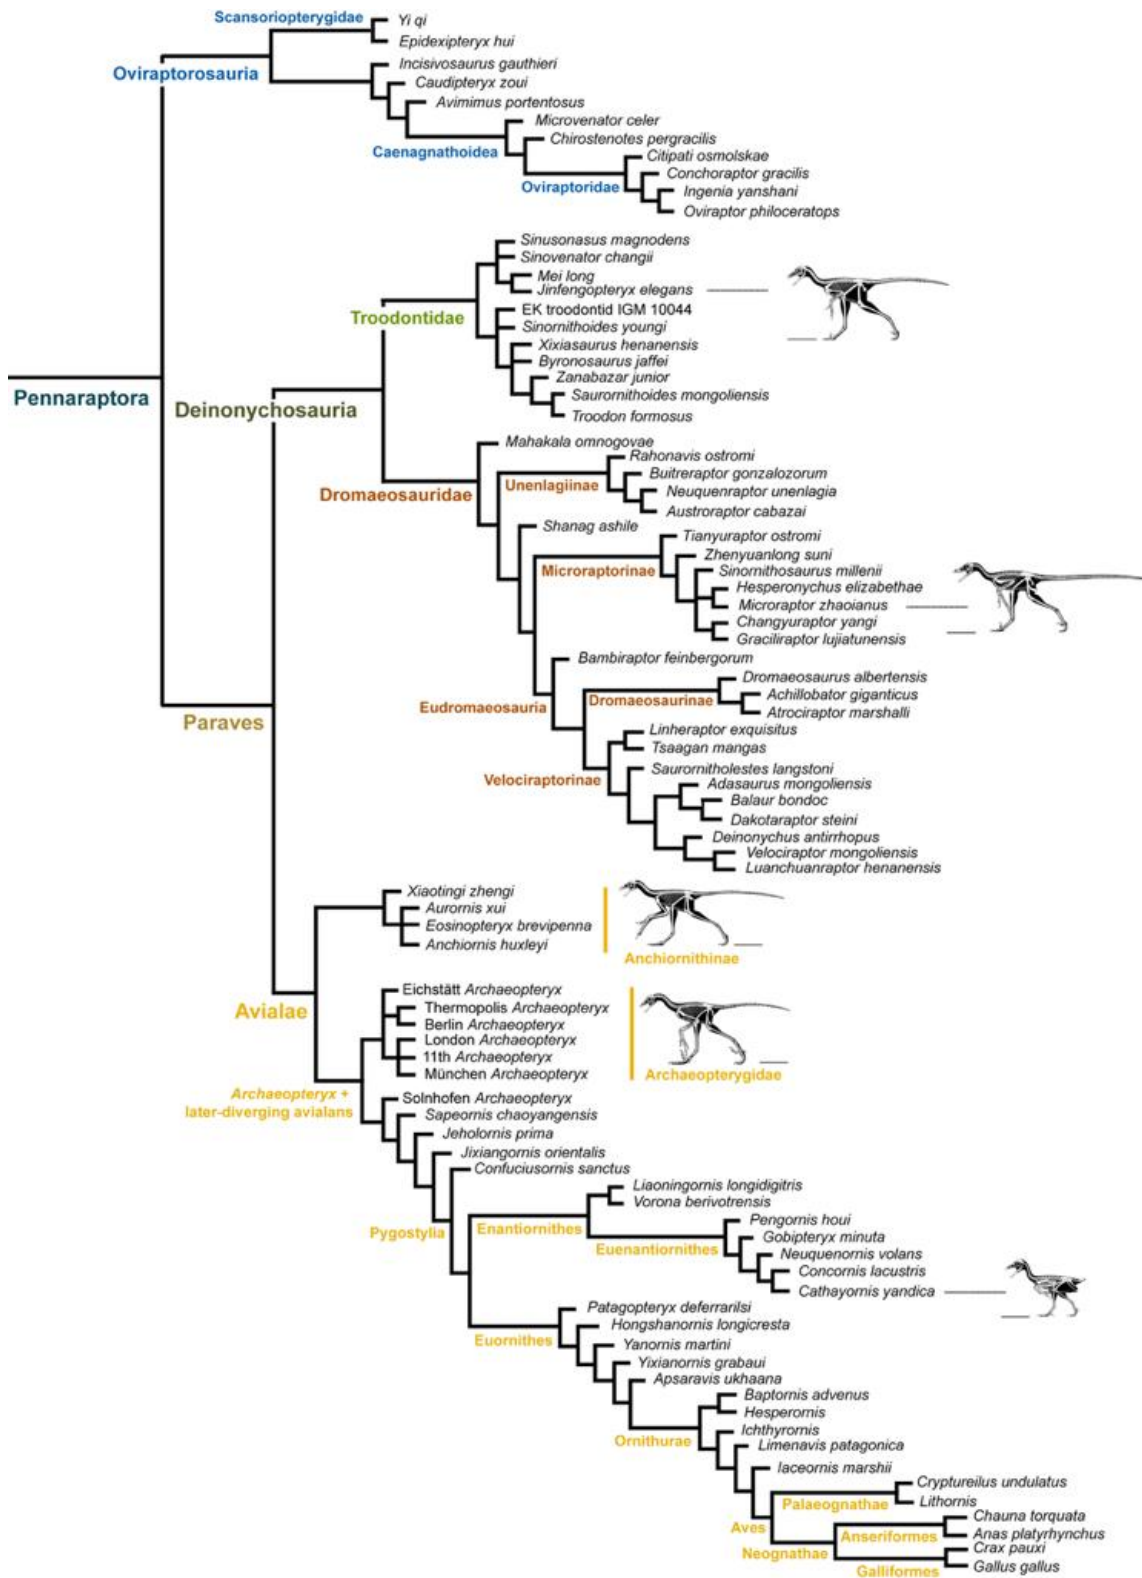 Scansoriopterygidae
Yi qi
Epidexipteryx hui
Oviraptorosauria
Incisivosaurus gauthieri
Caudipteryx zoui
Avimimus portentosus
Microvenator celer
Chirostenotes pergracilis
Caenagnathoidea
Citipati osmolskae
Conchoraptor gracilis
Oviraptoridae
Ingenia yanshani
Oviraptor philoceratops
Sinusonasus magnodens
Sinovenator changii
Mei long
Jinfengopteryx elegans
Troodontidae
EK troodontid IGM 10044
Sinornithoides youngi
Xixiasaurus henanensis
Byronosaurus jaffei
Zanabazar junior
Saurornithoides mongoliensis
Troodon formosus
Pennaraptora
Deinonychosauria
Mahakala omnogovae
Rahonavis ostromi
Buitreraptor gonzalozorum
Unenlagiinae
Neuquenraptor unenlagia
Austroraptor cabazai
Dromaeosauridae
Shanag ashile
Tianyuraptor ostromi
Zhenyuanlong suni
Microraptorinae
Sinornithosaurus millenii
Hesperonychus elizabethae
Microraptor zhaoianus
Changyuraptor yangi
Graciliraptor lujiatunensis
Bambiraptor feinbergorum
Dromaeosaurus albertensis
Dromaeosaurinae
Achillobator giganticus
Atrociraptor marshalli
Eudromaeosauria
Paraves
Linheraptor exquisitus
Tsaagan mangas
Velociraptorinae
Saurornitholestes langstoni
Adasaurus mongoliensis
Balaur bondoc
Dakotaraptor steini
Deinonychus antirrhopus
Velociraptor mongoliensis
Luanchuanraptor henanensis
Xiaotingi zhengi
Aurornis xui
Eosinopteryx brevipenna
Anchiornis huxleyi
Anchiornithinae
Avialae
Eichstätt Archaeopteryx
Thermopolis Archaeopteryx
Berlin Archaeopteryx
London Archaeopteryx
11th Archaeopteryx
München Archaeopteryx
Archaeopterygidae
Archaeopteryx +
later-diverging avialans
Solnhofen Archaeopteryx
Sapeornis chaoyangensis
Jeholornis prima
Jixiangornis orientalis
Confuciusornis sanctus
Pygostylia
Liaoningornis longidigitris
Vorona berivotrensis
Enantiornithes
Pengornis houi
Euenantiornithes
Gobipteryx minuta
Neuquenornis volans
Concornis lacustris
Cathayornis yandica
Patagopteryx deferrarilsi
Hongshanornis longicresta
Euornithes
Yanornis martini
Yixianornis grabaui
Apsaravis ukhaana
Baptornis advenus
Hesperornis
Ornithurae
Ichthyrornis
Limenavis patagonica
Iaceornis marshii
Cryptureilus undulatus
Palaeognathae
Lithornis
Aves
Chauna torquata
Anseriformes
Anas platyrhynchus
Neognathae
Crax pauxi
Galliformes
Gallus gallus